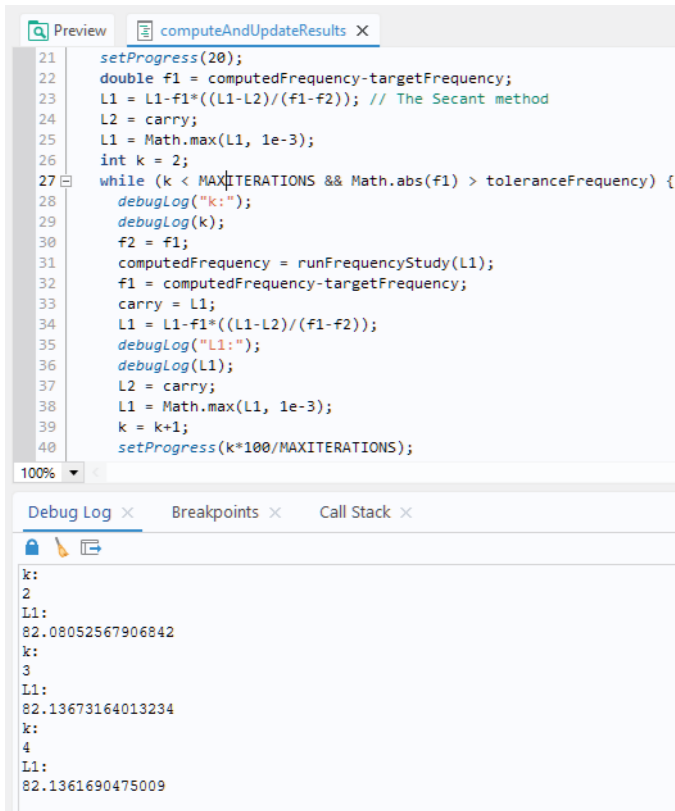 Preview computeAndUpdateResults
21 setProgress(20);
22 double f1 = computedFrequency-targetFrequency;
23 L1 = L1-f1*((L1-L2)/(f1-f2)); // The Secant method
24 L2 = carry;
25 L1 = Math.max(L1, 1e-3);
26 int k = 2;
27 while (k < MAXITERATIONS && Math.abs(f1) > toleranceFrequency) {
28 debugLog("k:");
29 debugLog(k);
30 f2 = f1;
31 computedFrequency = runFrequencyStudy(L1);
32 f1 = computedFrequency-targetFrequency;
33 carry = L1;
34 L1 = L1-f1*((L1-L2)/(f1-f2));
35 debugLog("L1:");
36 debugLog(L1);
37 L2 = carry;
38 L1 = Math.max(L1, 1e-3);
39 k = k+1;
40 setProgress(k*100/MAXITERATIONS);
100%
Debug Log Breakpoints Call Stack
k:
2
L1:
82.08052567906842
k:
3
L1:
82.13673164013234
k:
4
L1:
82.1361690475009